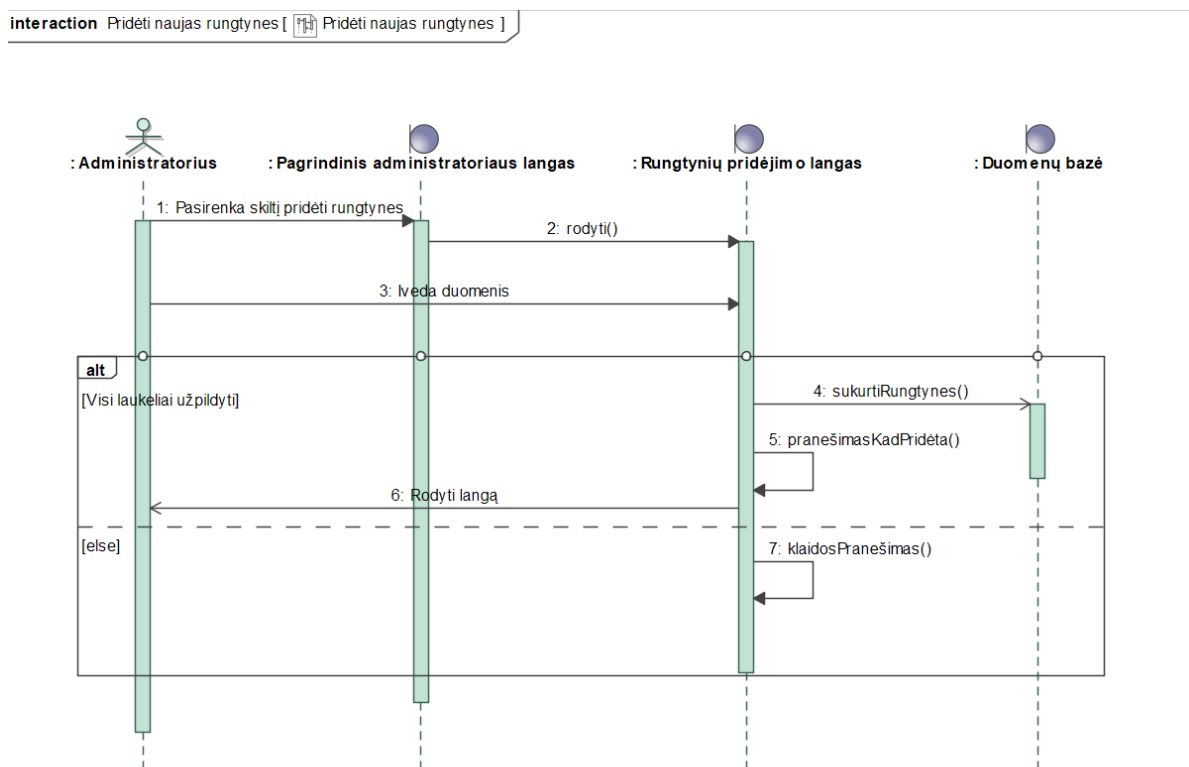 interaction Pridėti naujas rungtynes [ Pridėti naujas rungtynes ]
: Administratorius
: Pagrindinis administratoriaus langas
: Rungtynių pridėjimo langas
: Duomenų bazė
1: Pasirenka skiltį pridėti rungtynes
2: rodyti()
3: Iveda duomenis
alt
[Visi laukeliai užpildyti]
4: sukurtiRungtynes()
5: pranešimasKadPridėta()
6: Rodyti langą
[else]
7: klaidosPranešimas()